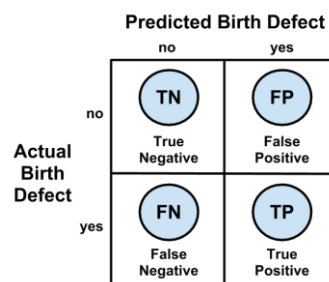 Predicted Birth Defect
no yes
no
TN FP
True Negative
False Positive
Actual
Birth
Defect
yes
FN TP
False Negative
True Positive